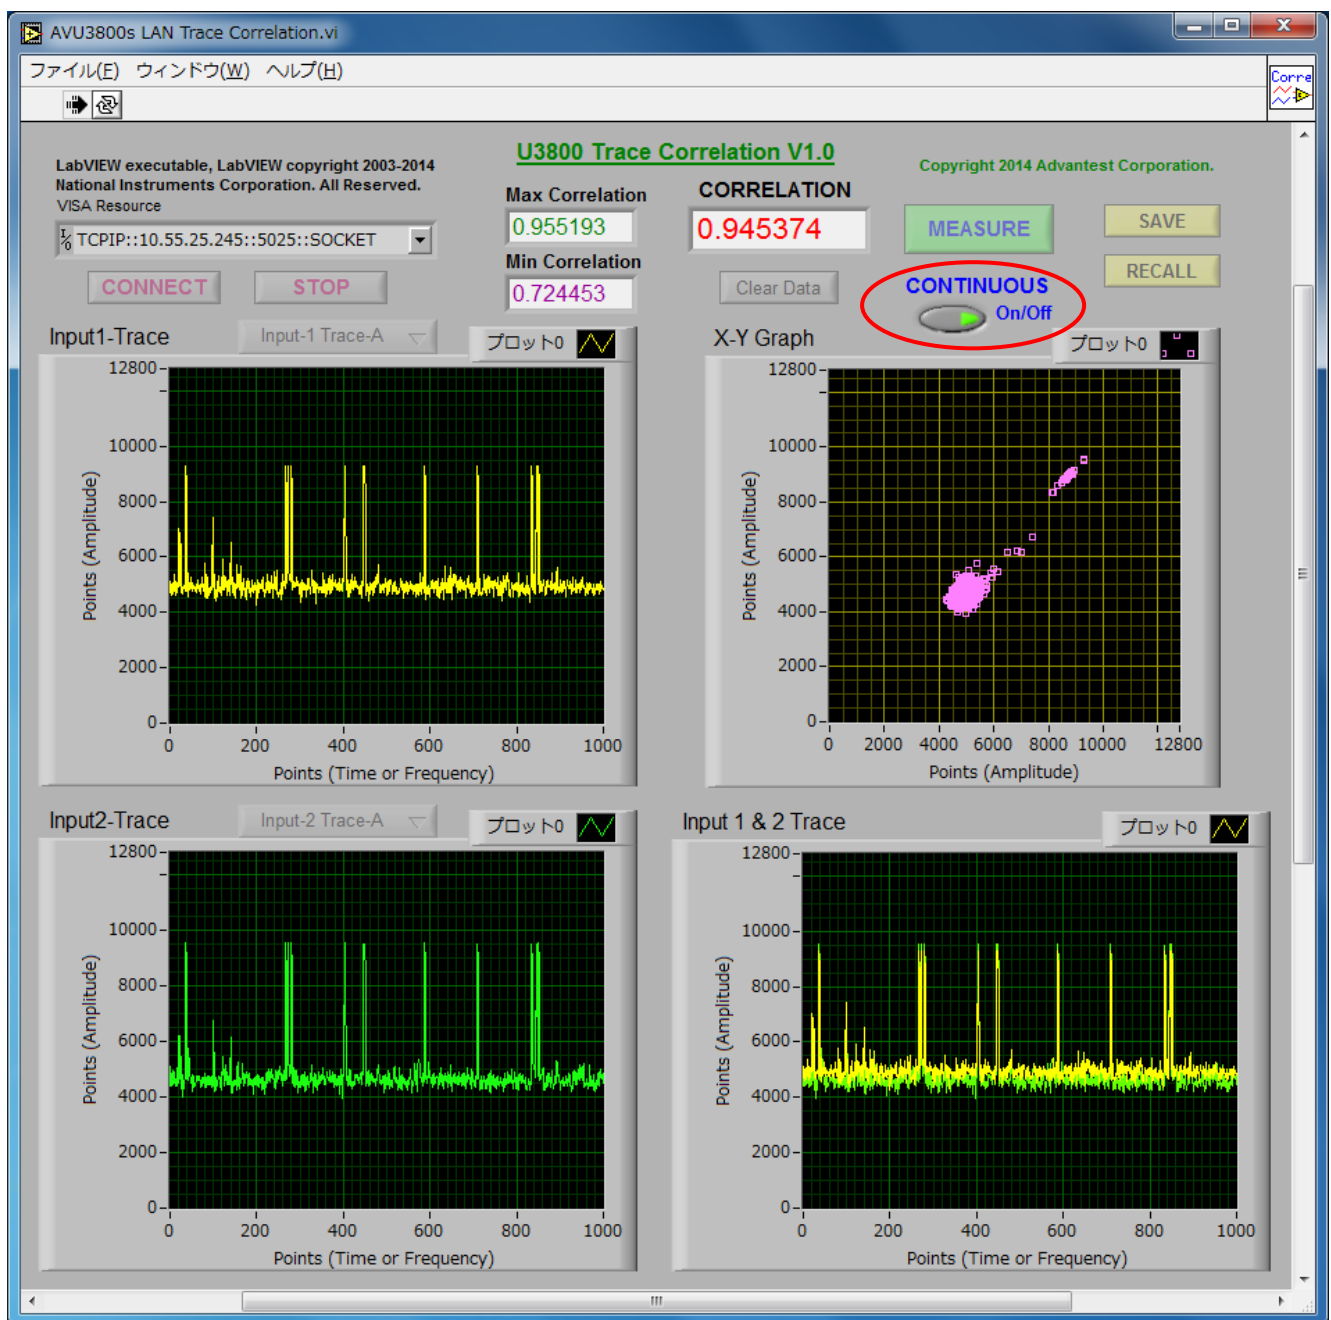 AVU3800s LAN Trace Correlation.vi
ファイル(F) ウィンドウ(W) ヘルプ(H)
Corre
LabVIEW executable, LabVIEW copyright 2003-2014
National Instruments Corporation. All Reserved.
VISA Resource
I/O TCPIP::10.55.25.245::5025::SOCKET
CONNECT STOP
U3800 Trace Correlation V1.0
Max Correlation
0.955193
Min Correlation
0.724453
CORRELATION
0.945374
Clear Data
Copyright 2014 Advantest Corporation.
MEASURE
SAVE
RECALL
CONTINUOUS
On/Off
Input1-Trace Input-1 Trace-A プロット0
12800
10000
8000
6000
4000
2000
0
Points (Amplitude)
0 200 400 600 800 1000
Points (Time or Frequency)
X-Y Graph プロット0
12800
10000
8000
6000
4000
2000
0
Points (Amplitude)
0 2000 4000 6000 8000 10000 12800
Points (Amplitude)
Input2-Trace Input-2 Trace-A プロット0
12800
10000
8000
6000
4000
2000
0
Points (Amplitude)
0 200 400 600 800 1000
Points (Time or Frequency)
Input 1 & 2 Trace プロット0
12800
10000
8000
6000
4000
2000
0
Points (Amplitude)
0 200 400 600 800 1000
Points (Time or Frequency)